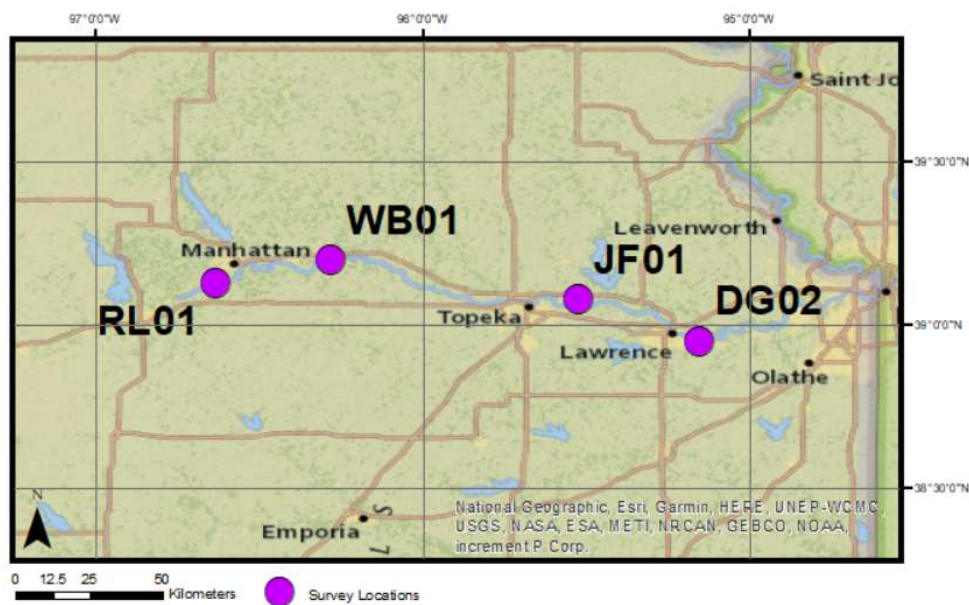 97°0'0"W 96°0'0"W 95°0'0"W
Saint Jo
39°30'0"N
WB01
Leavenworth
Manhattan
JF01
RL01
DG02
Topeka
39°0'0"N
Lawrence
Olathe
38°30'0"N
N
S
National Geographic, Esri, Garmin, HERE, UNEP-WCMC,
USGS, NASA, ESA, METI, NRCAN, GEBCO, NOAA,
increment P Corp.
Emporia
0 12.5 25 50
Kilometers
Survey Locations